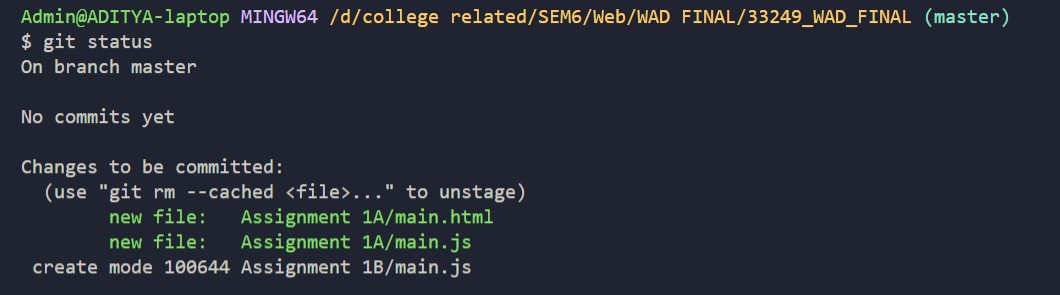 Admin@ADITYA-laptop MINGW64 /d/college related/SEM6/Web/WAD FINAL/33249_WAD_FINAL (master)
$ git status
On branch master
No commits yet
Changes to be committed:
(use "git rm --cached <file>..." to unstage)
new file:   Assignment 1A/main.html
new file:   Assignment 1A/main.js
create mode 100644 Assignment 1B/main.js